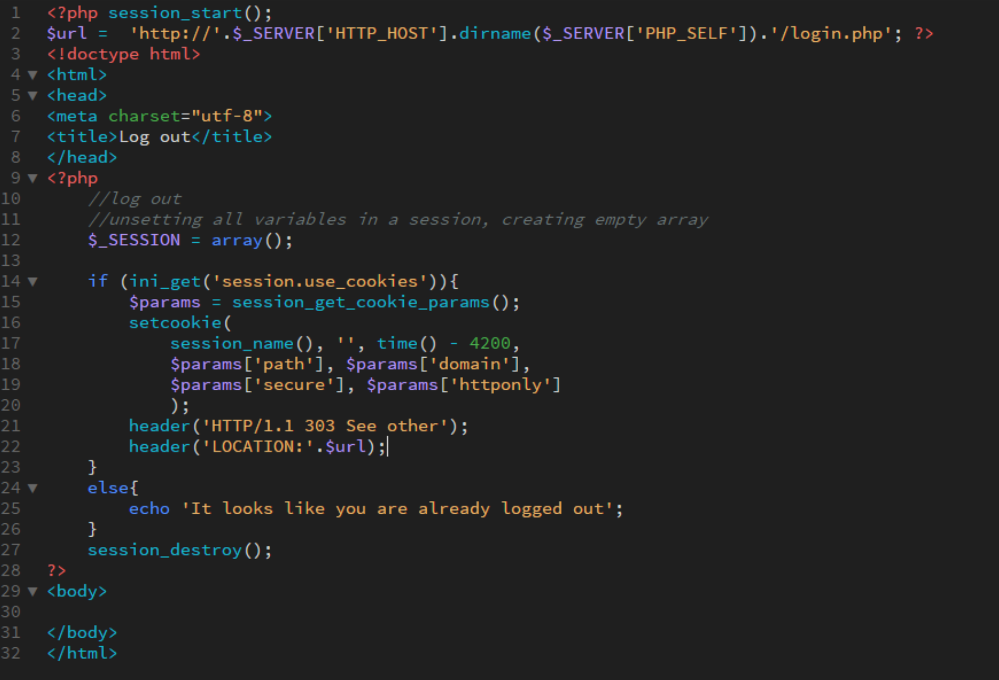 1 <?php session_start();
2 $url =  'http://'.$_SERVER['HTTP_HOST'].dirname($_SERVER['PHP_SELF']).'/login.php'; ?>
3 <!doctype html>
4 ▼ <html>
5 ▼ <head>
6 <meta charset="utf-8">
7 <title>Log out</title>
8 </head>
9 ▼ <?php
10     //log out
11     //unsetting all variables in a session, creating empty array
12     $_SESSION = array();
13
14 ▼     if (ini_get('session.use_cookies')){
15         $params = session_get_cookie_params();
16         setcookie(
17             session_name(), '', time() - 4200,
18             $params['path'], $params['domain'],
19             $params['secure'], $params['httponly']
20             );
21         header('HTTP/1.1 303 See other');
22         header('LOCATION:'.$url);
23     }
24 ▼     else{
25         echo 'It looks like you are already logged out';
26     }
27     session_destroy();
28 ?>
29 ▼ <body>
30
31 </body>
32 </html>